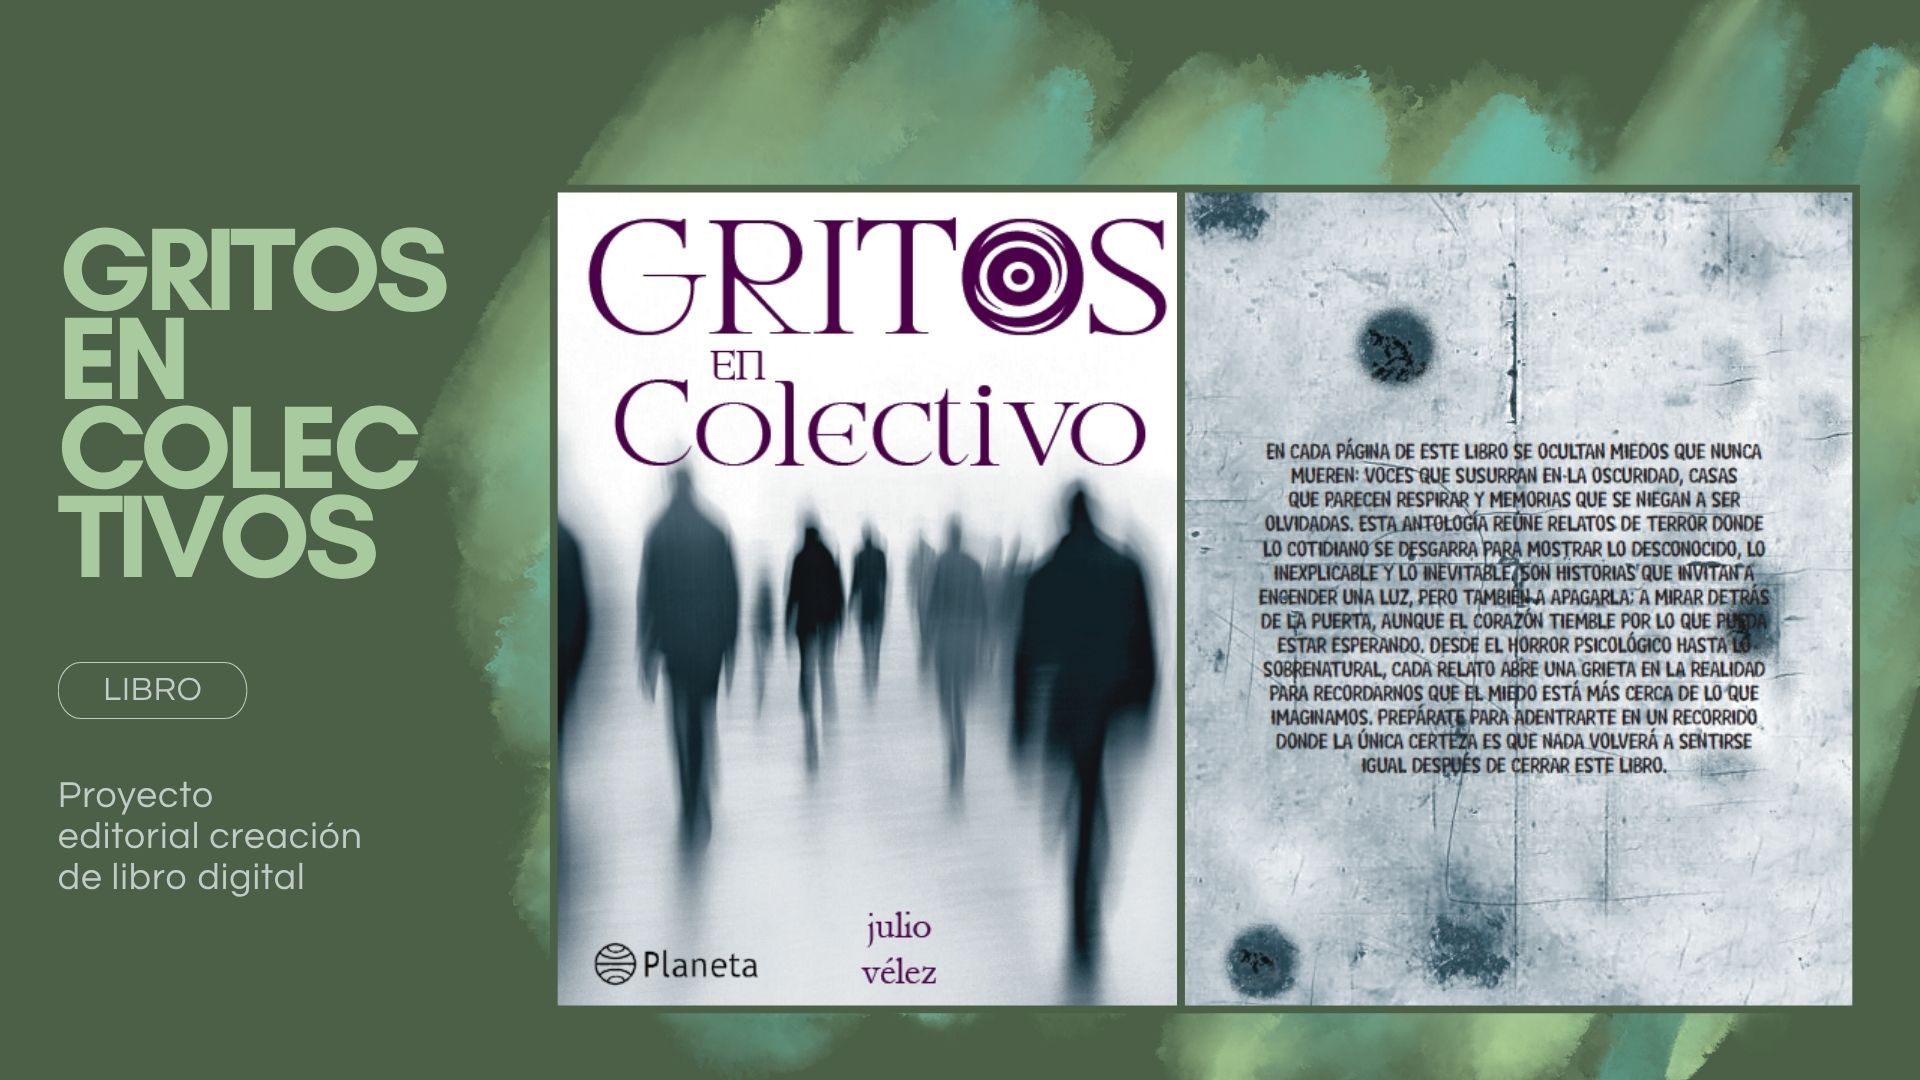 GRITOS
EN
COLEC
TIVOS
LIBRO
Proyecto
editorial creación
de libro digital
GRITOS
EN
Colectivo
julio
vélez
Planeta
EN CADA PÁGINA DE ESTE LIBRO SE OCULTAN MIEDOS QUE NUNCA
MUEREN: VOCES QUE SUSURRAN EN LA OSCURIDAD, CASAS
QUE PARECEN RESPIRAR Y MEMORIAS QUE SE NIEGAN A SER
OLVIDADAS. ESTA ANTOLOGÍA REÚNE RELATOS DE TERROR DONDE
LO COTIDIANO SE DESGARRA PARA MOSTRAR LO DESCONOCIDO, LO
INEXPLICABLE Y LO INEVITABLE. SON HISTORIAS QUE INVITAN A
ENCENDER UNA LUZ, PERO TAMBIÉN A APAGARLA; A MIRAR DETRÁS
DE LA PUERTA, AUNQUE EL CORAZÓN TIEMBLE POR LO QUE PUEDA
ESTAR ESPERANDO. DESDE EL HORROR PSICOLÓGICO HASTA LO
SOBRENATURAL, CADA RELATO ABRE UNA GRIETA EN LA REALIDAD
PARA RECORDARNOS QUE EL MIEDO ESTÁ MÁS CERCA DE LO QUE
IMAGINAMOS. PREPÁRATE PARA ADENTRARTE EN UN RECORRIDO
DONDE LA ÚNICA CERTEZA ES QUE NADA VOLVERÁ A SENTIRSE
IGUAL DESPUÉS DE CERRAR ESTE LIBRO.